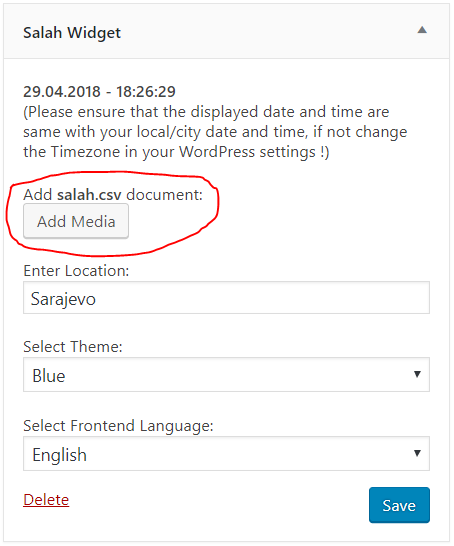 Salah Widget
29.04.2018 - 18:26:29
(Please ensure that the displayed date and time are
same with your local/city date and time, if not change
the Timezone in your WordPress settings !)
Add salah.csv document:
Add Media
Enter Location:
Sarajevo
Select Theme:
Blue
Select Frontend Language:
English
Delete
Save